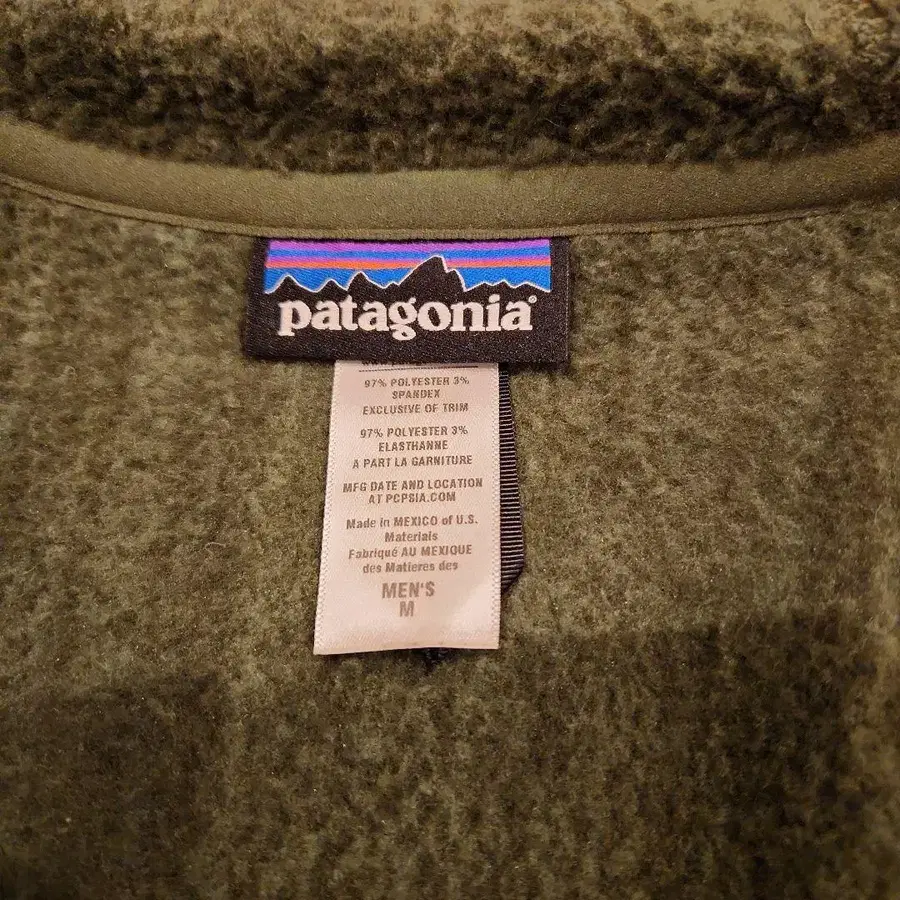 patagonia®
97% POLYESTER 3%
SPANDEX
EXCLUSIVE OF TRIM
97% POLYESTER 3%
ELASTHANNE
A PART LA GARNITURE
MFG DATE AND LOCATION
AT PCPSIA.COM
Made in MEXICO of U.S.
Materials
Fabriqué AU MEXIQUE
des Matieres des
MEN'S
M